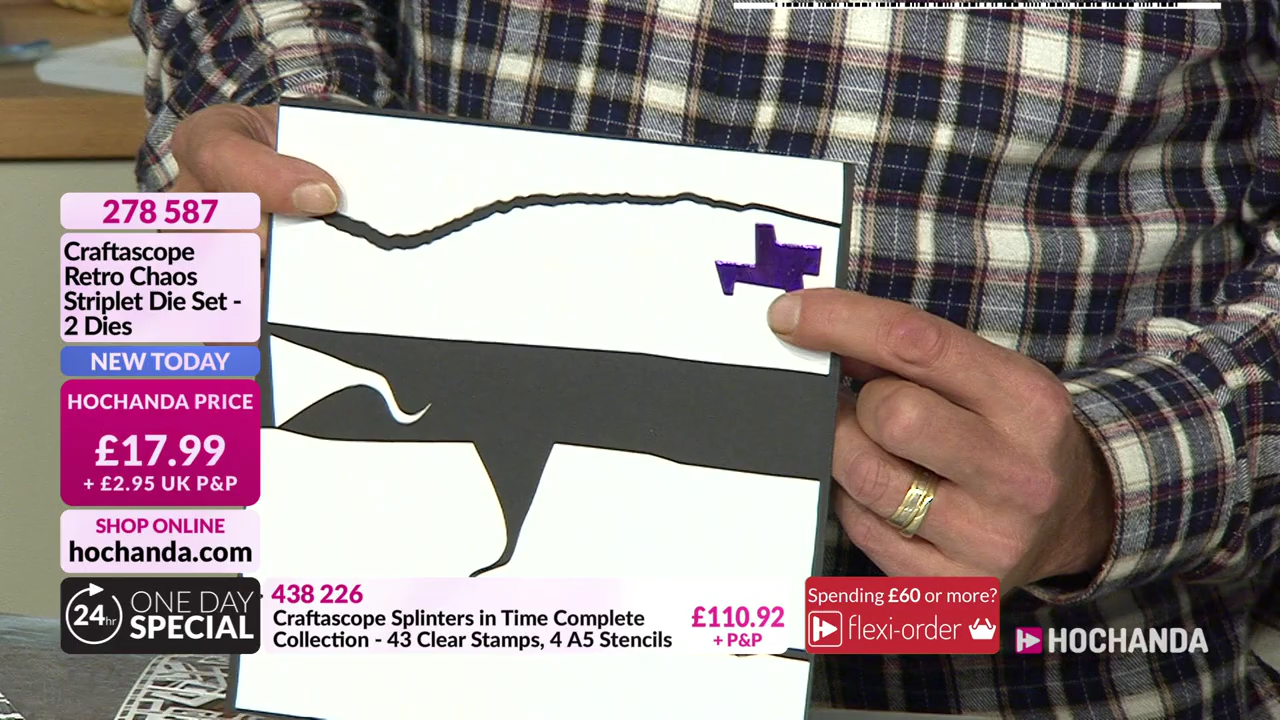 278 587
Craftascope
Retro Chaos
Striplet Die Set -
2 Dies
NEW TODAY
HOCHANDA PRICE
£17.99
+ £2.95 UK P&P
SHOP ONLINE
hochanda.com
24hr
ONE DAY
SPECIAL
438 226
Craftascope Splinters in Time Complete
Collection - 43 Clear Stamps, 4 A5 Stencils
£110.92
+ P&P
Spending £60 or more?
flexi-order
HOCHANDA